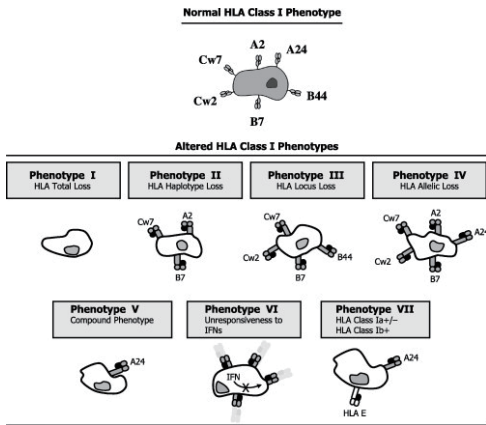 Normal HLA Class I Phenotype
A2
A24
Cw7
Cw2
B44
B7
Altered HLA Class I Phenotypes
Phenotype I
HLA Total Loss
Phenotype II
HLA Haplotype Loss
Phenotype III
HLA Locus Loss
Phenotype IV
HLA Allelic Loss
Cw7
A2
B7
Cw7
Cw2
B44
Cw7
A2
A24
Cw2
B7
Phenotype V
Compound Phenotype
Phenotype VI
Unresponsiveness to
IFNs
Phenotype VII
HLA Class Ia+/−
HLA Class Ib+
A24
IFN
A24
HLA E